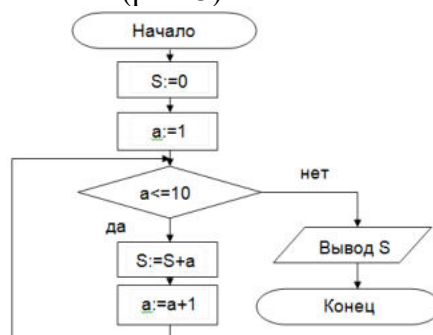 Начало
S:=0
a:=1
a<=10
нет
да
S:=S+a
Вывод S
a:=a+1
Конец